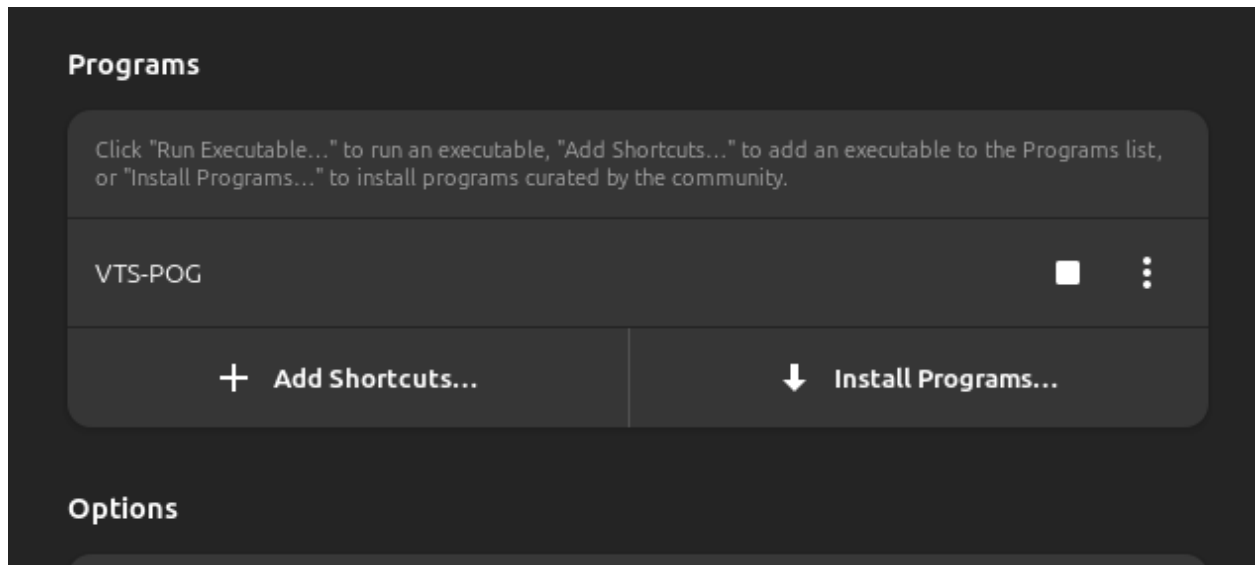 Programs
Click "Run Executable…" to run an executable, "Add Shortcuts…" to add an executable to the Programs list,
or "Install Programs…" to install programs curated by the community.
VTS-POG
Add Shortcuts…
Install Programs…
Options